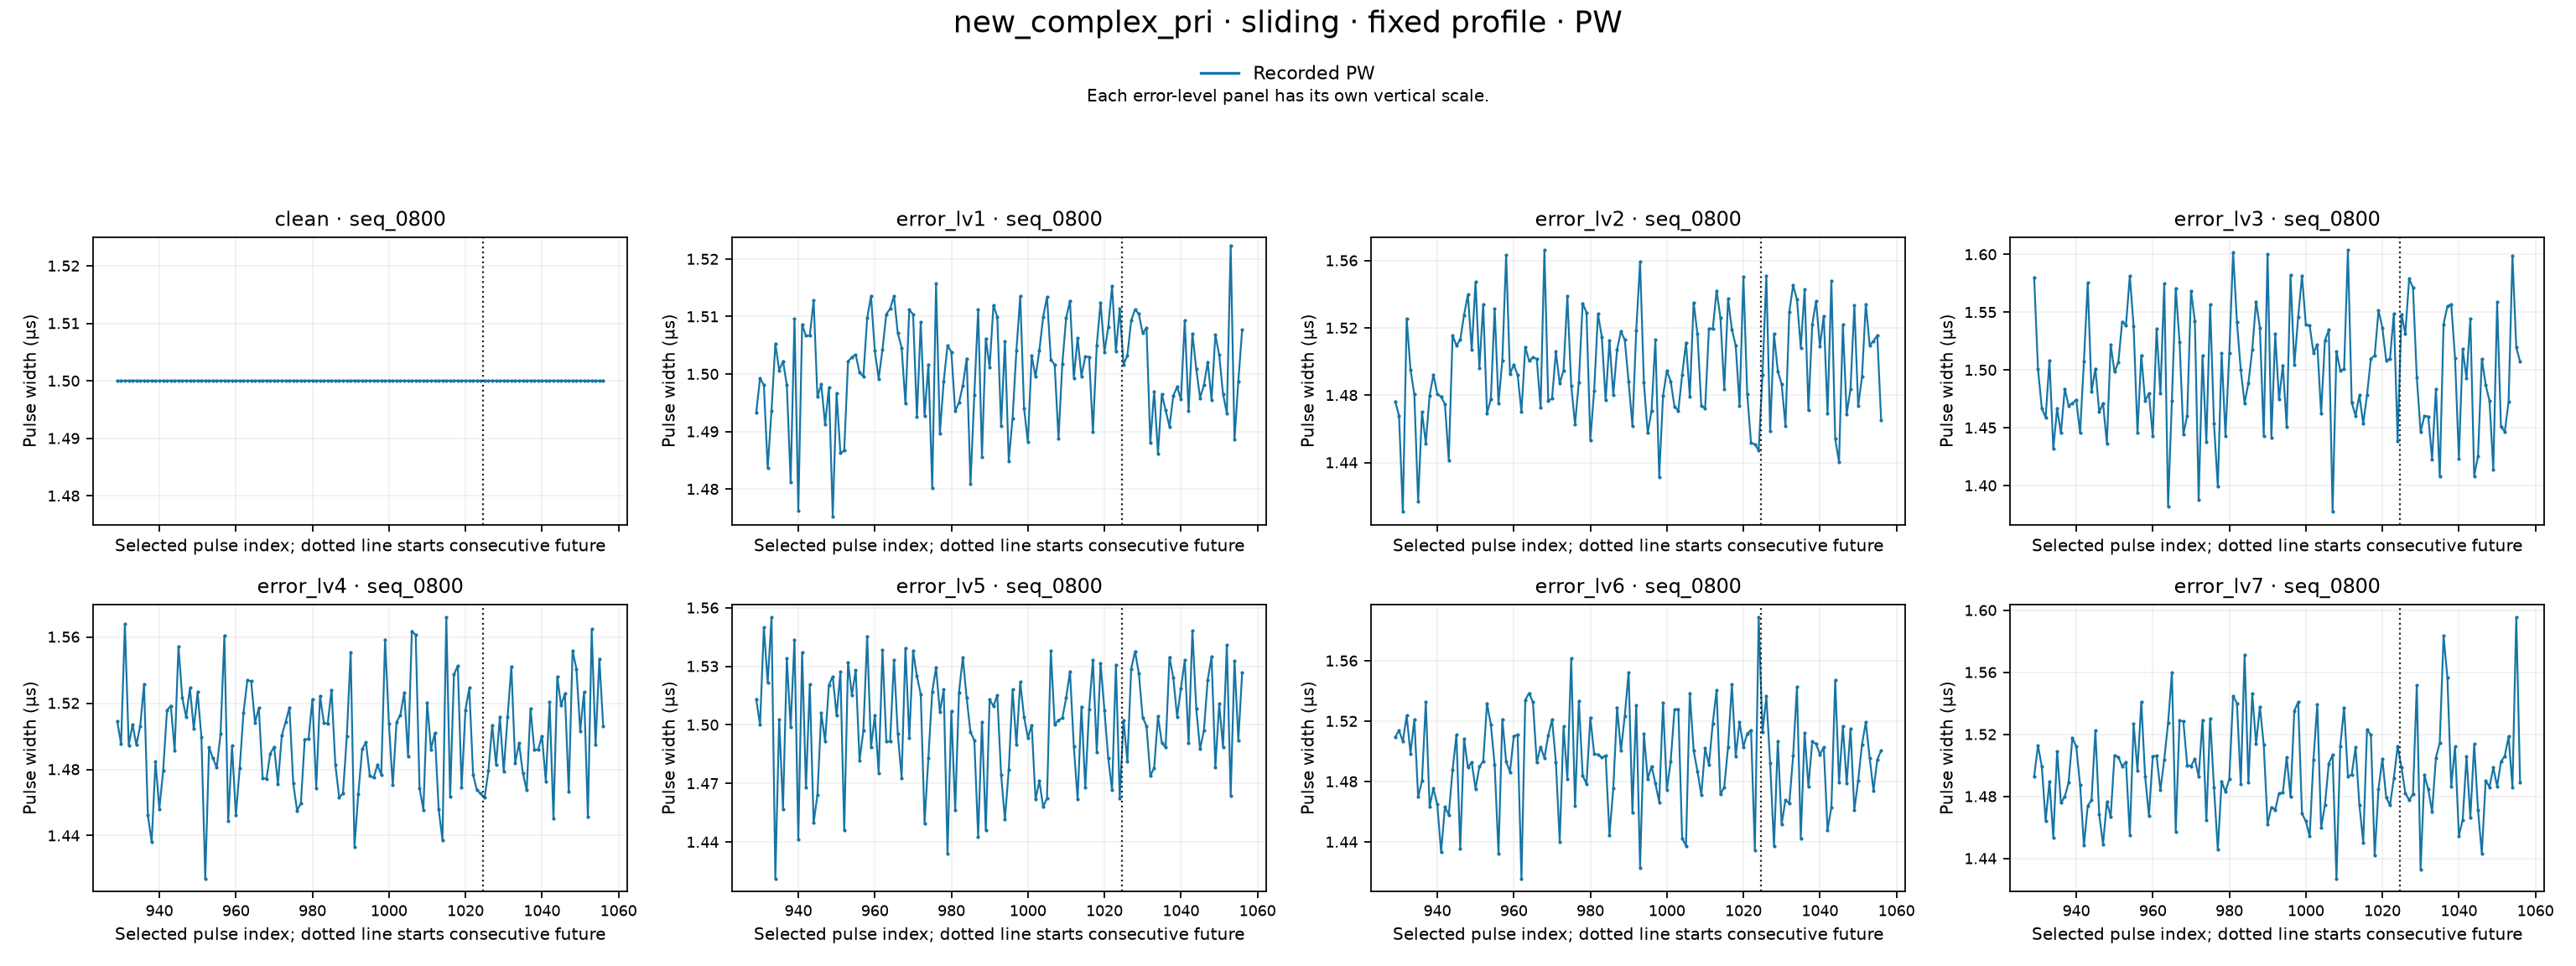 new_complex_pri · sliding · fixed profile · PW
Recorded PW
Each error-level panel has its own vertical scale.
clean · seq_0800
1.52
1.51
1.50
1.49
1.48
Pulse width (µs)
Selected pulse index; dotted line starts consecutive future
error_lv1 · seq_0800
1.52
1.51
1.50
1.49
1.48
Pulse width (µs)
Selected pulse index; dotted line starts consecutive future
error_lv2 · seq_0800
1.56
1.52
1.48
1.44
Pulse width (µs)
Selected pulse index; dotted line starts consecutive future
error_lv3 · seq_0800
1.60
1.55
1.50
1.45
1.40
Pulse width (µs)
Selected pulse index; dotted line starts consecutive future
error_lv4 · seq_0800
1.56
1.52
1.48
1.44
Pulse width (µs)
940 960 980 1000 1020 1040 1060
Selected pulse index; dotted line starts consecutive future
error_lv5 · seq_0800
1.56
1.53
1.50
1.47
1.44
Pulse width (µs)
940 960 980 1000 1020 1040 1060
Selected pulse index; dotted line starts consecutive future
error_lv6 · seq_0800
1.56
1.52
1.48
1.44
Pulse width (µs)
940 960 980 1000 1020 1040 1060
Selected pulse index; dotted line starts consecutive future
error_lv7 · seq_0800
1.60
1.56
1.52
1.48
1.44
Pulse width (µs)
940 960 980 1000 1020 1040 1060
Selected pulse index; dotted line starts consecutive future